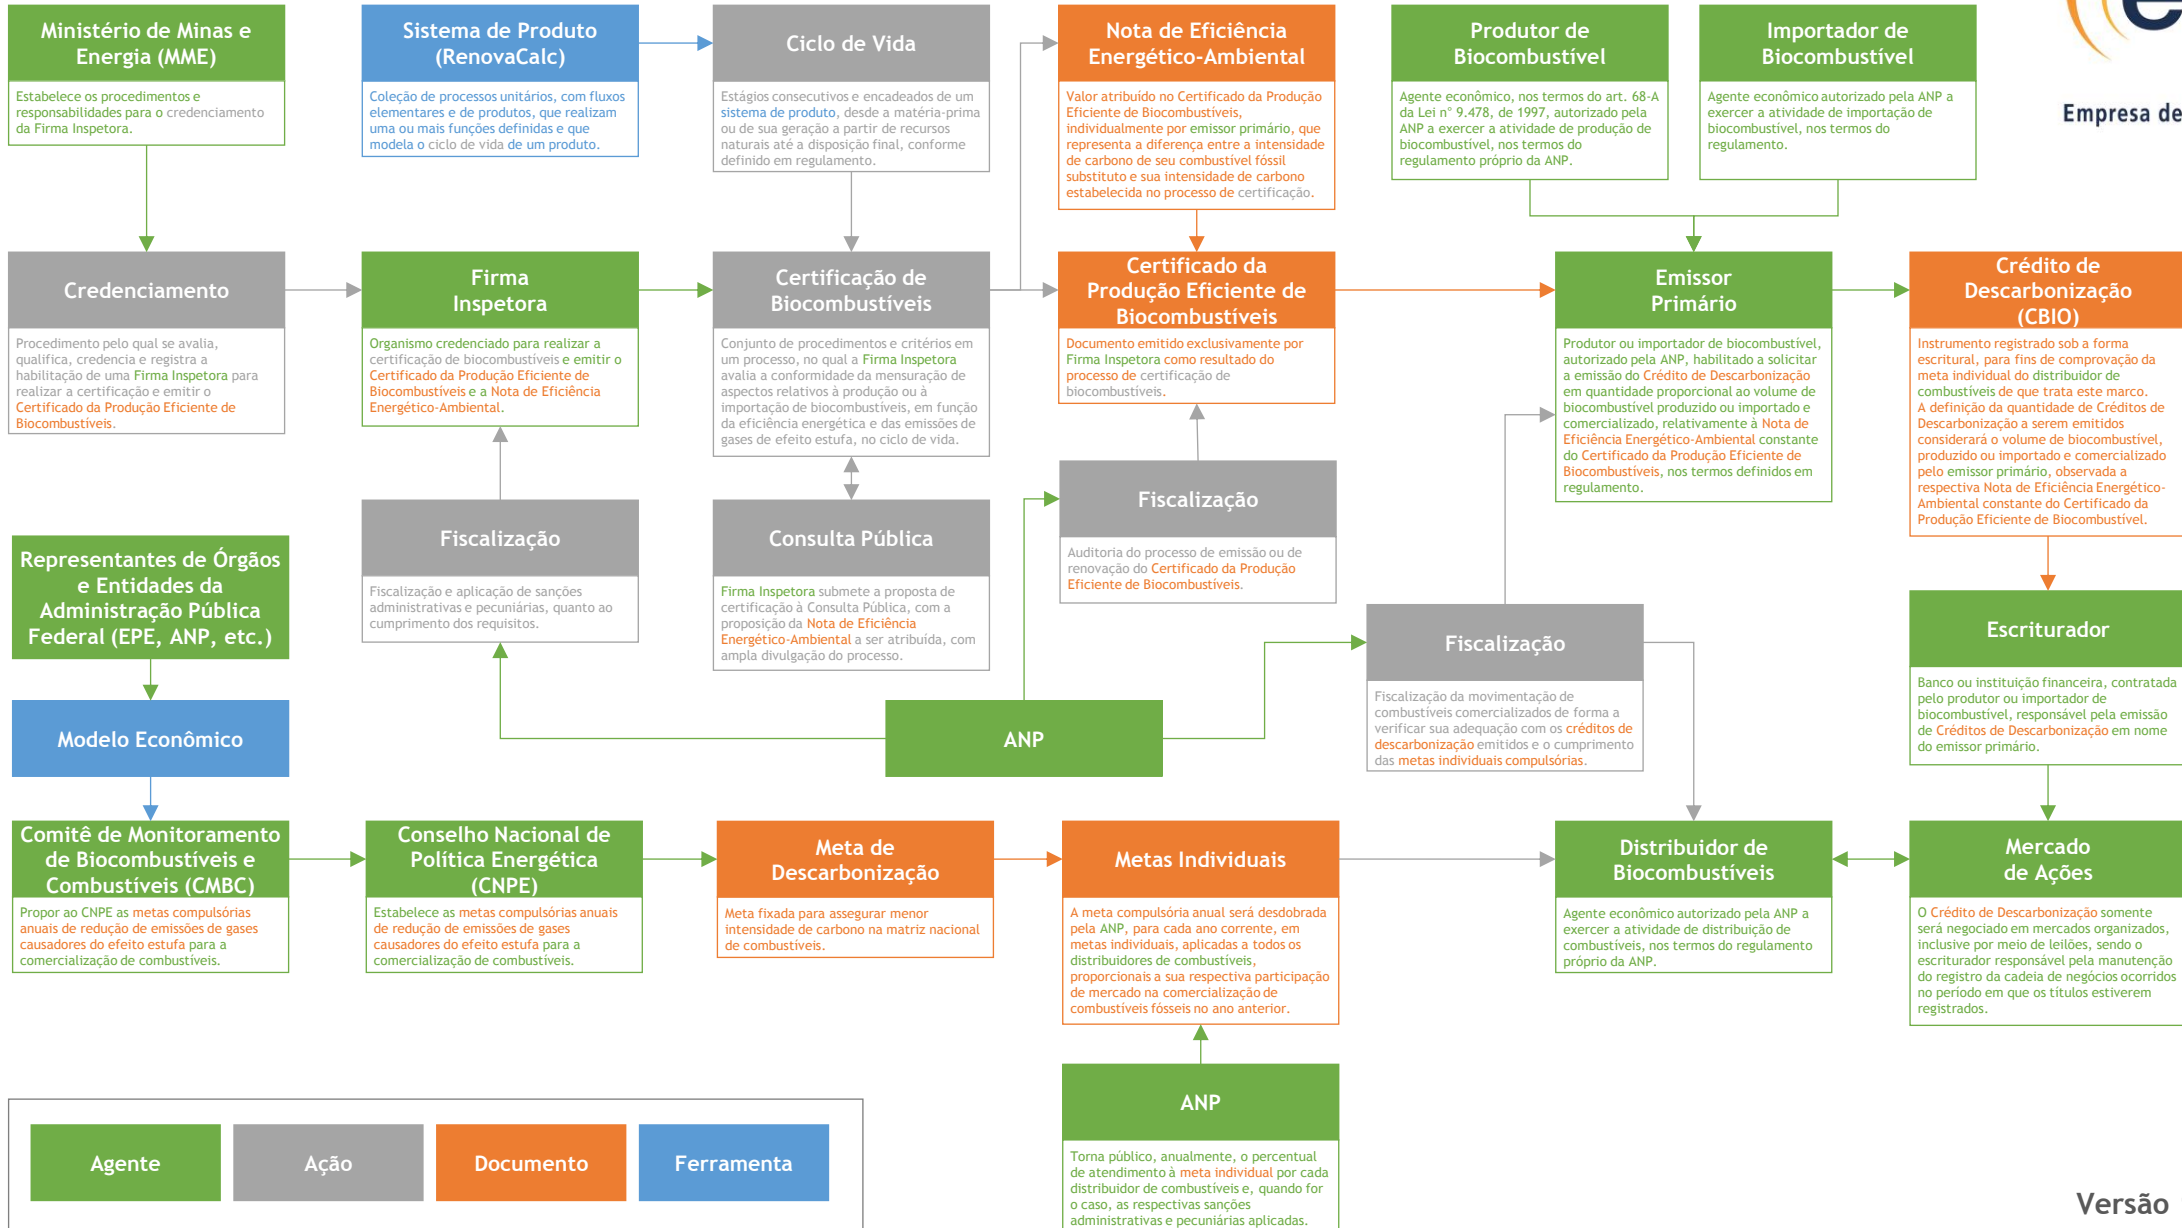 Ministério de Minas e
Energia (MME)
Estabelece os procedimentos e
responsabilidades para o credenciamento
da Firma Inspetora.
Sistema de Produto
(RenovaCalc)
Coleção de processos unitários, com fluxos
elementares e de produtos, que realizam
uma ou mais funções definidas e que
modela o ciclo de vida de um produto.
Ciclo de Vida
Estágios consecutivos e encadeados de um
sistema de produto, desde a matéria-prima
ou de sua geração a partir de recursos
naturais até a disposição final, conforme
definido em regulamento.
Nota de Eficiência
Energético-Ambiental
Valor atribuído no Certificado da Produção
Eficiente de Biocombustíveis,
individualmente por emissor primário, que
representa a diferença entre a intensidade
de carbono de seu combustível fóssil
substituto e sua intensidade de carbono
estabelecida no processo de certificação.
Produtor de
Biocombustível
Agente econômico, nos termos do art. 68-A
da Lei n° 9.478, de 1997, autorizado pela
ANP a exercer a atividade de produção de
biocombustível, nos termos do
regulamento próprio da ANP.
Importador de
Biocombustível
Agente econômico autorizado pela ANP a
exercer a atividade de importação de
biocombustível, nos termos do
regulamento.
e
Empresa de
Credenciamento
Procedimento pelo qual se avalia,
qualifica, credencia e registra a
habilitação de uma Firma Inspetora para
realizar a certificação e emitir o
Certificado da Produção Eficiente de
Biocombustíveis.
Firma
Inspetora
Organismo credenciado para realizar a
certificação de biocombustíveis e emitir o
Certificado da Produção Eficiente de
Biocombustíveis e a Nota de Eficiência
Energético-Ambiental.
Certificação de
Biocombustíveis
Conjunto de procedimentos e critérios em
um processo, no qual a Firma Inspetora
avalia a conformidade da mensuração de
aspectos relativos à produção ou à
importação de biocombustíveis, em função
da eficiência energética e das emissões de
gases de efeito estufa, no ciclo de vida.
Certificado da
Produção Eficiente de
Biocombustíveis
Documento emitido exclusivamente por
Firma Inspetora como resultado do
processo de certificação de
biocombustíveis.
Emissor
Primário
Produtor ou importador de biocombustível,
autorizado pela ANP, habilitado a solicitar
a emissão do Crédito de Descarbonização
em quantidade proporcional ao volume de
biocombustível produzido ou importado e
comercializado, relativamente à Nota de
Eficiência Energético-Ambiental constante
do Certificado da Produção Eficiente de
Biocombustíveis, nos termos definidos em
regulamento.
Crédito de
Descarbonização
(CBIO)
Instrumento registrado sob a forma
escritural, para fins de comprovação da
meta individual do distribuidor de
combustíveis de que trata este marco.
A definição da quantidade de Créditos de
Descarbonização a serem emitidos
considerará o volume de biocombustível,
produzido ou importado e comercializado
pelo emissor primário, observada a
respectiva Nota de Eficiência Energético-
Ambiental constante do Certificado da
Produção Eficiente de Biocombustível.
Fiscalização
Fiscalização e aplicação de sanções
administrativas e pecuniárias, quanto ao
cumprimento dos requisitos.
Consulta Pública
Firma Inspetora submete a proposta de
certificação à Consulta Pública, com a
proposição da Nota de Eficiência
Energético-Ambiental a ser atribuída, com
ampla divulgação do processo.
Fiscalização
Auditoria do processo de emissão ou de
renovação do Certificado da Produção
Eficiente de Biocombustíveis.
Representantes de Órgãos
e Entidades da
Administração Pública
Federal (EPE, ANP, etc.)
Fiscalização
Fiscalização da movimentação de
combustíveis comercializados de forma a
verificar sua adequação com os créditos de
descarbonização emitidos e o cumprimento
das metas individuais compulsórias.
Escriturador
Banco ou instituição financeira, contratada
pelo produtor ou importador de
biocombustível, responsável pela emissão
de Créditos de Descarbonização em nome
do emissor primário.
Modelo Econômico
ANP
Comitê de Monitoramento
de Biocombustíveis e
Combustíveis (CMBC)
Propor ao CNPE as metas compulsórias
anuais de redução de emissões de gases
causadores do efeito estufa para a
comercialização de combustíveis.
Conselho Nacional de
Política Energética
(CNPE)
Estabelece as metas compulsórias anuais
de redução de emissões de gases
causadores do efeito estufa para a
comercialização de combustíveis.
Meta de
Descarbonização
Meta fixada para assegurar menor
intensidade de carbono na matriz nacional
de combustíveis.
Metas Individuais
A meta compulsória anual será desdobrada
pela ANP, para cada ano corrente, em
metas individuais, aplicadas a todos os
distribuidores de combustíveis,
proporcionais a sua respectiva participação
de mercado na comercialização de
combustíveis fósseis no ano anterior.
Distribuidor de
Biocombustíveis
Agente econômico autorizado pela ANP a
exercer a atividade de distribuição de
combustíveis, nos termos do regulamento
próprio da ANP.
Mercado
de Ações
O Crédito de Descarbonização somente
será negociado em mercados organizados,
inclusive por meio de leilões, sendo o
escriturador responsável pela manutenção
do registro da cadeia de negócios ocorridos
no período em que os títulos estiverem
registrados.
ANP
Torna público, anualmente, o percentual
de atendimento à meta individual por cada
distribuidor de combustíveis e, quando for
o caso, as respectivas sanções
administrativas e pecuniárias aplicadas.
Agente
Ação
Documento
Ferramenta
Versão